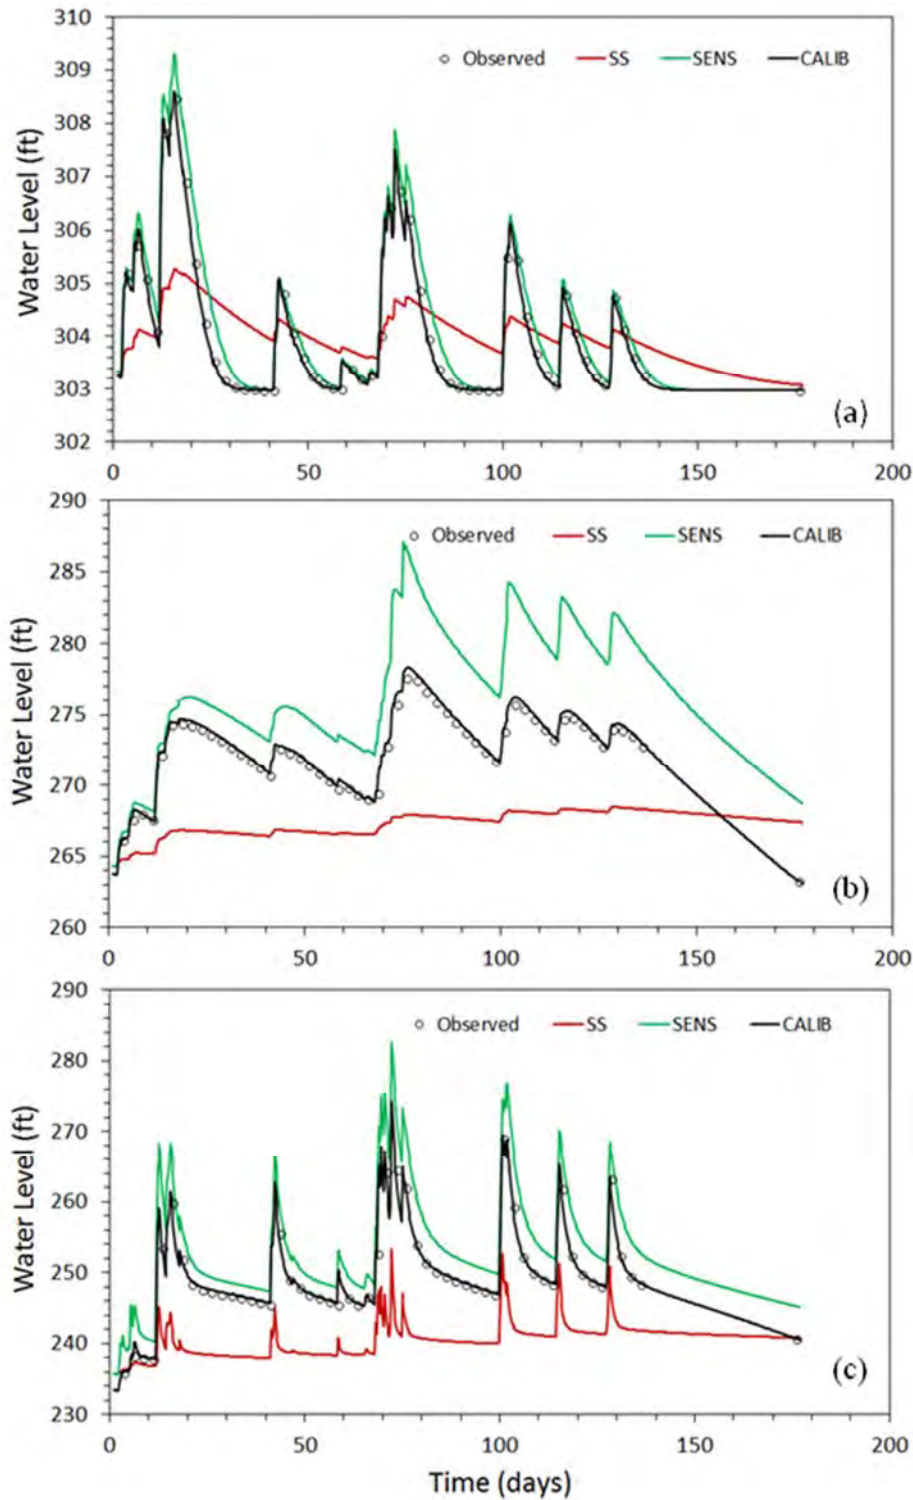 310
309
308
307
306
305
304
303
302
Water Level (ft)
Observed SS SENS CALIB
(a)
0 50 100 150 200
290
285
280
275
270
265
260
Water Level (ft)
Observed SS SENS CALIB
(b)
0 50 100 150 200
290
280
270
260
250
240
230
Water Level (ft)
Observed SS SENS CALIB
(c)
0 50 100 150 200
Time (days)